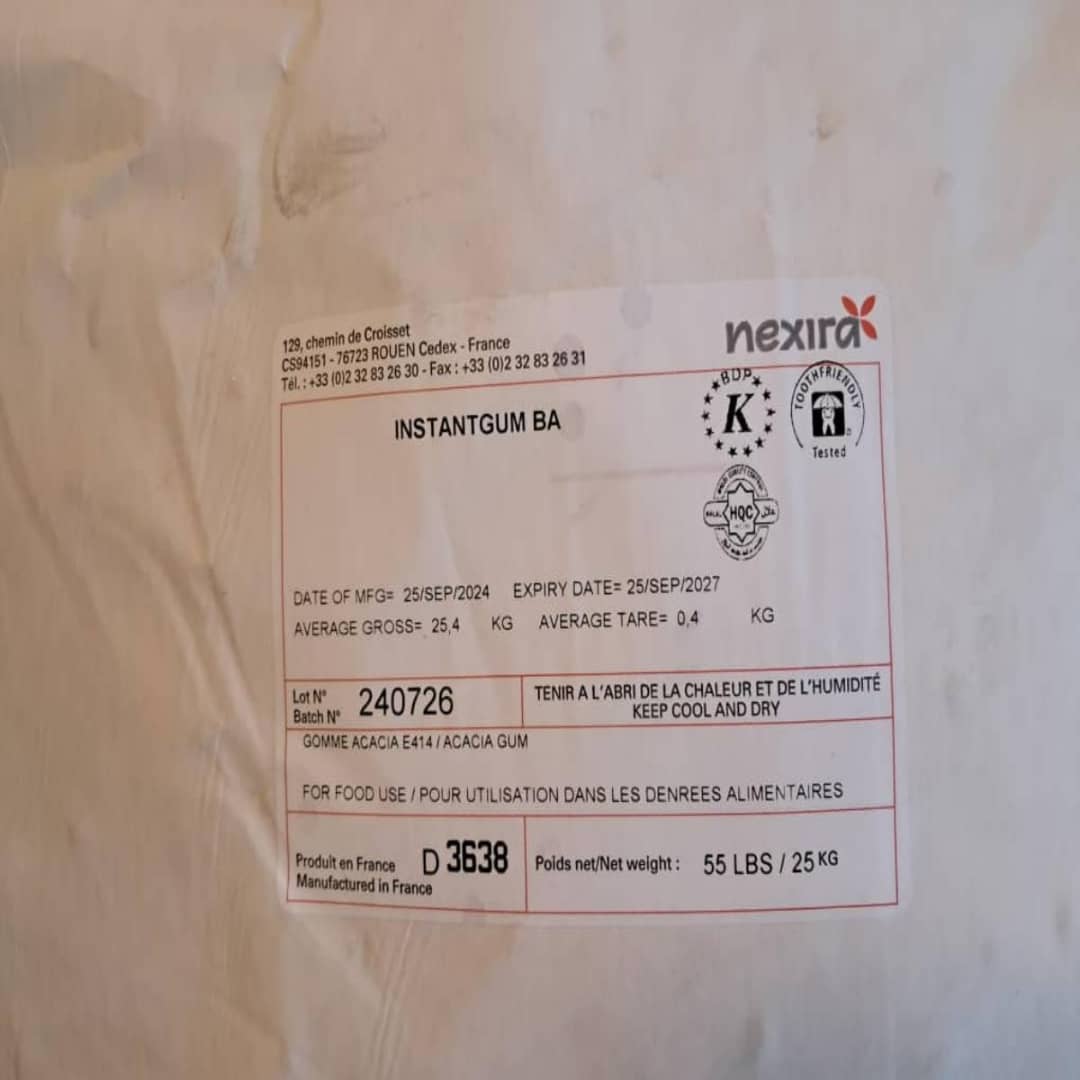 129, chemin de Croisset
CS94151 - 76723 ROUEN Cedex - France
Tél. : +33 (0)2 32 83 26 30 - Fax : +33 (0)2 32 83 26 31
nexira
INSTANTGUM BA
BDP
K
TOOTHFRIENDLY
Tested
HALAL HQC حلال
DATE OF MFG= 25/SEP/2024 EXPIRY DATE= 25/SEP/2027
AVERAGE GROSS= 25,4 KG AVERAGE TARE= 0,4 KG
Lot N°
Batch N° 240726
TENIR A L'ABRI DE LA CHALEUR ET DE L'HUMIDITÉ
KEEP COOL AND DRY
GOMME ACACIA E414 / ACACIA GUM
FOR FOOD USE / POUR UTILISATION DANS LES DENREES ALIMENTAIRES
Produit en France
Manufactured in France
D 3638
Poids net/Net weight : 55 LBS / 25 KG